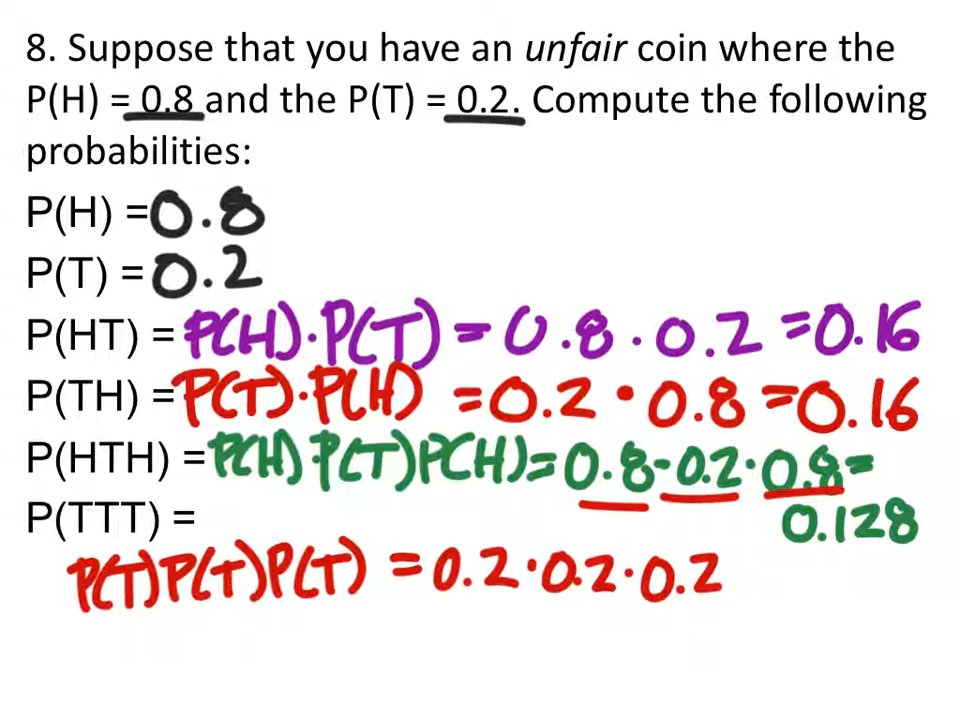 8. Suppose that you have an unfair coin where the
P(H) = 0.8 and the P(T) = 0.2. Compute the following
probabilities:
P(H) = 0.8
P(T) = 0.2
P(HT) = P(H)·P(T) = 0.8 · 0.2 = 0.16
P(TH) = P(T)·P(H) = 0.2 · 0.8 = 0.16
P(HTH) = P(H) P(T) P(H) = 0.8 · 0.2 · 0.8 =
0.128
P(TTT) =
P(T)P(T)P(T) = 0.2 · 0.2 · 0.2